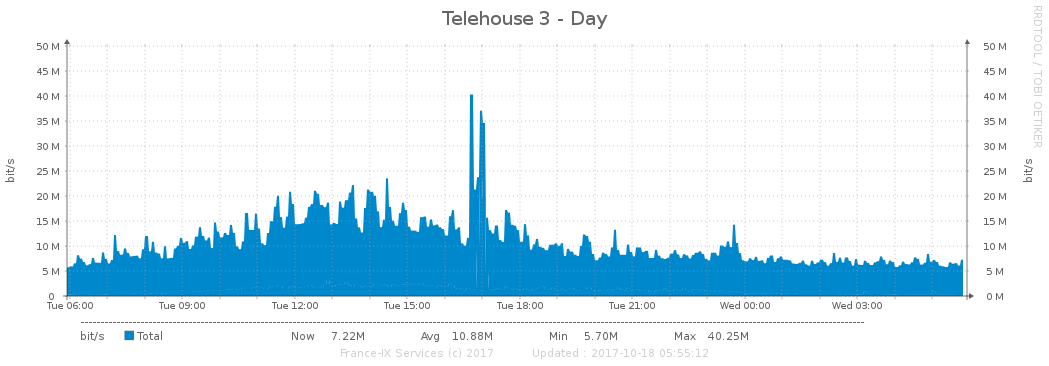 Telehouse 3 - Day
RRDTOOL / TOBI OETIKER
bit/s
bit/s
50 M 50 M
45 M 45 M
40 M 40 M
35 M 35 M
30 M 30 M
25 M 25 M
20 M 20 M
15 M 15 M
10 M 10 M
5 M 5 M
0 0 M
Tue 06:00 Tue 09:00 Tue 12:00 Tue 15:00 Tue 18:00 Tue 21:00 Wed 00:00 Wed 03:00
bit/s Total Now 7.22M Avg 10.88M Min 5.70M Max 40.25M
France-IX Services (c) 2017 Updated : 2017-10-18 05:55:12